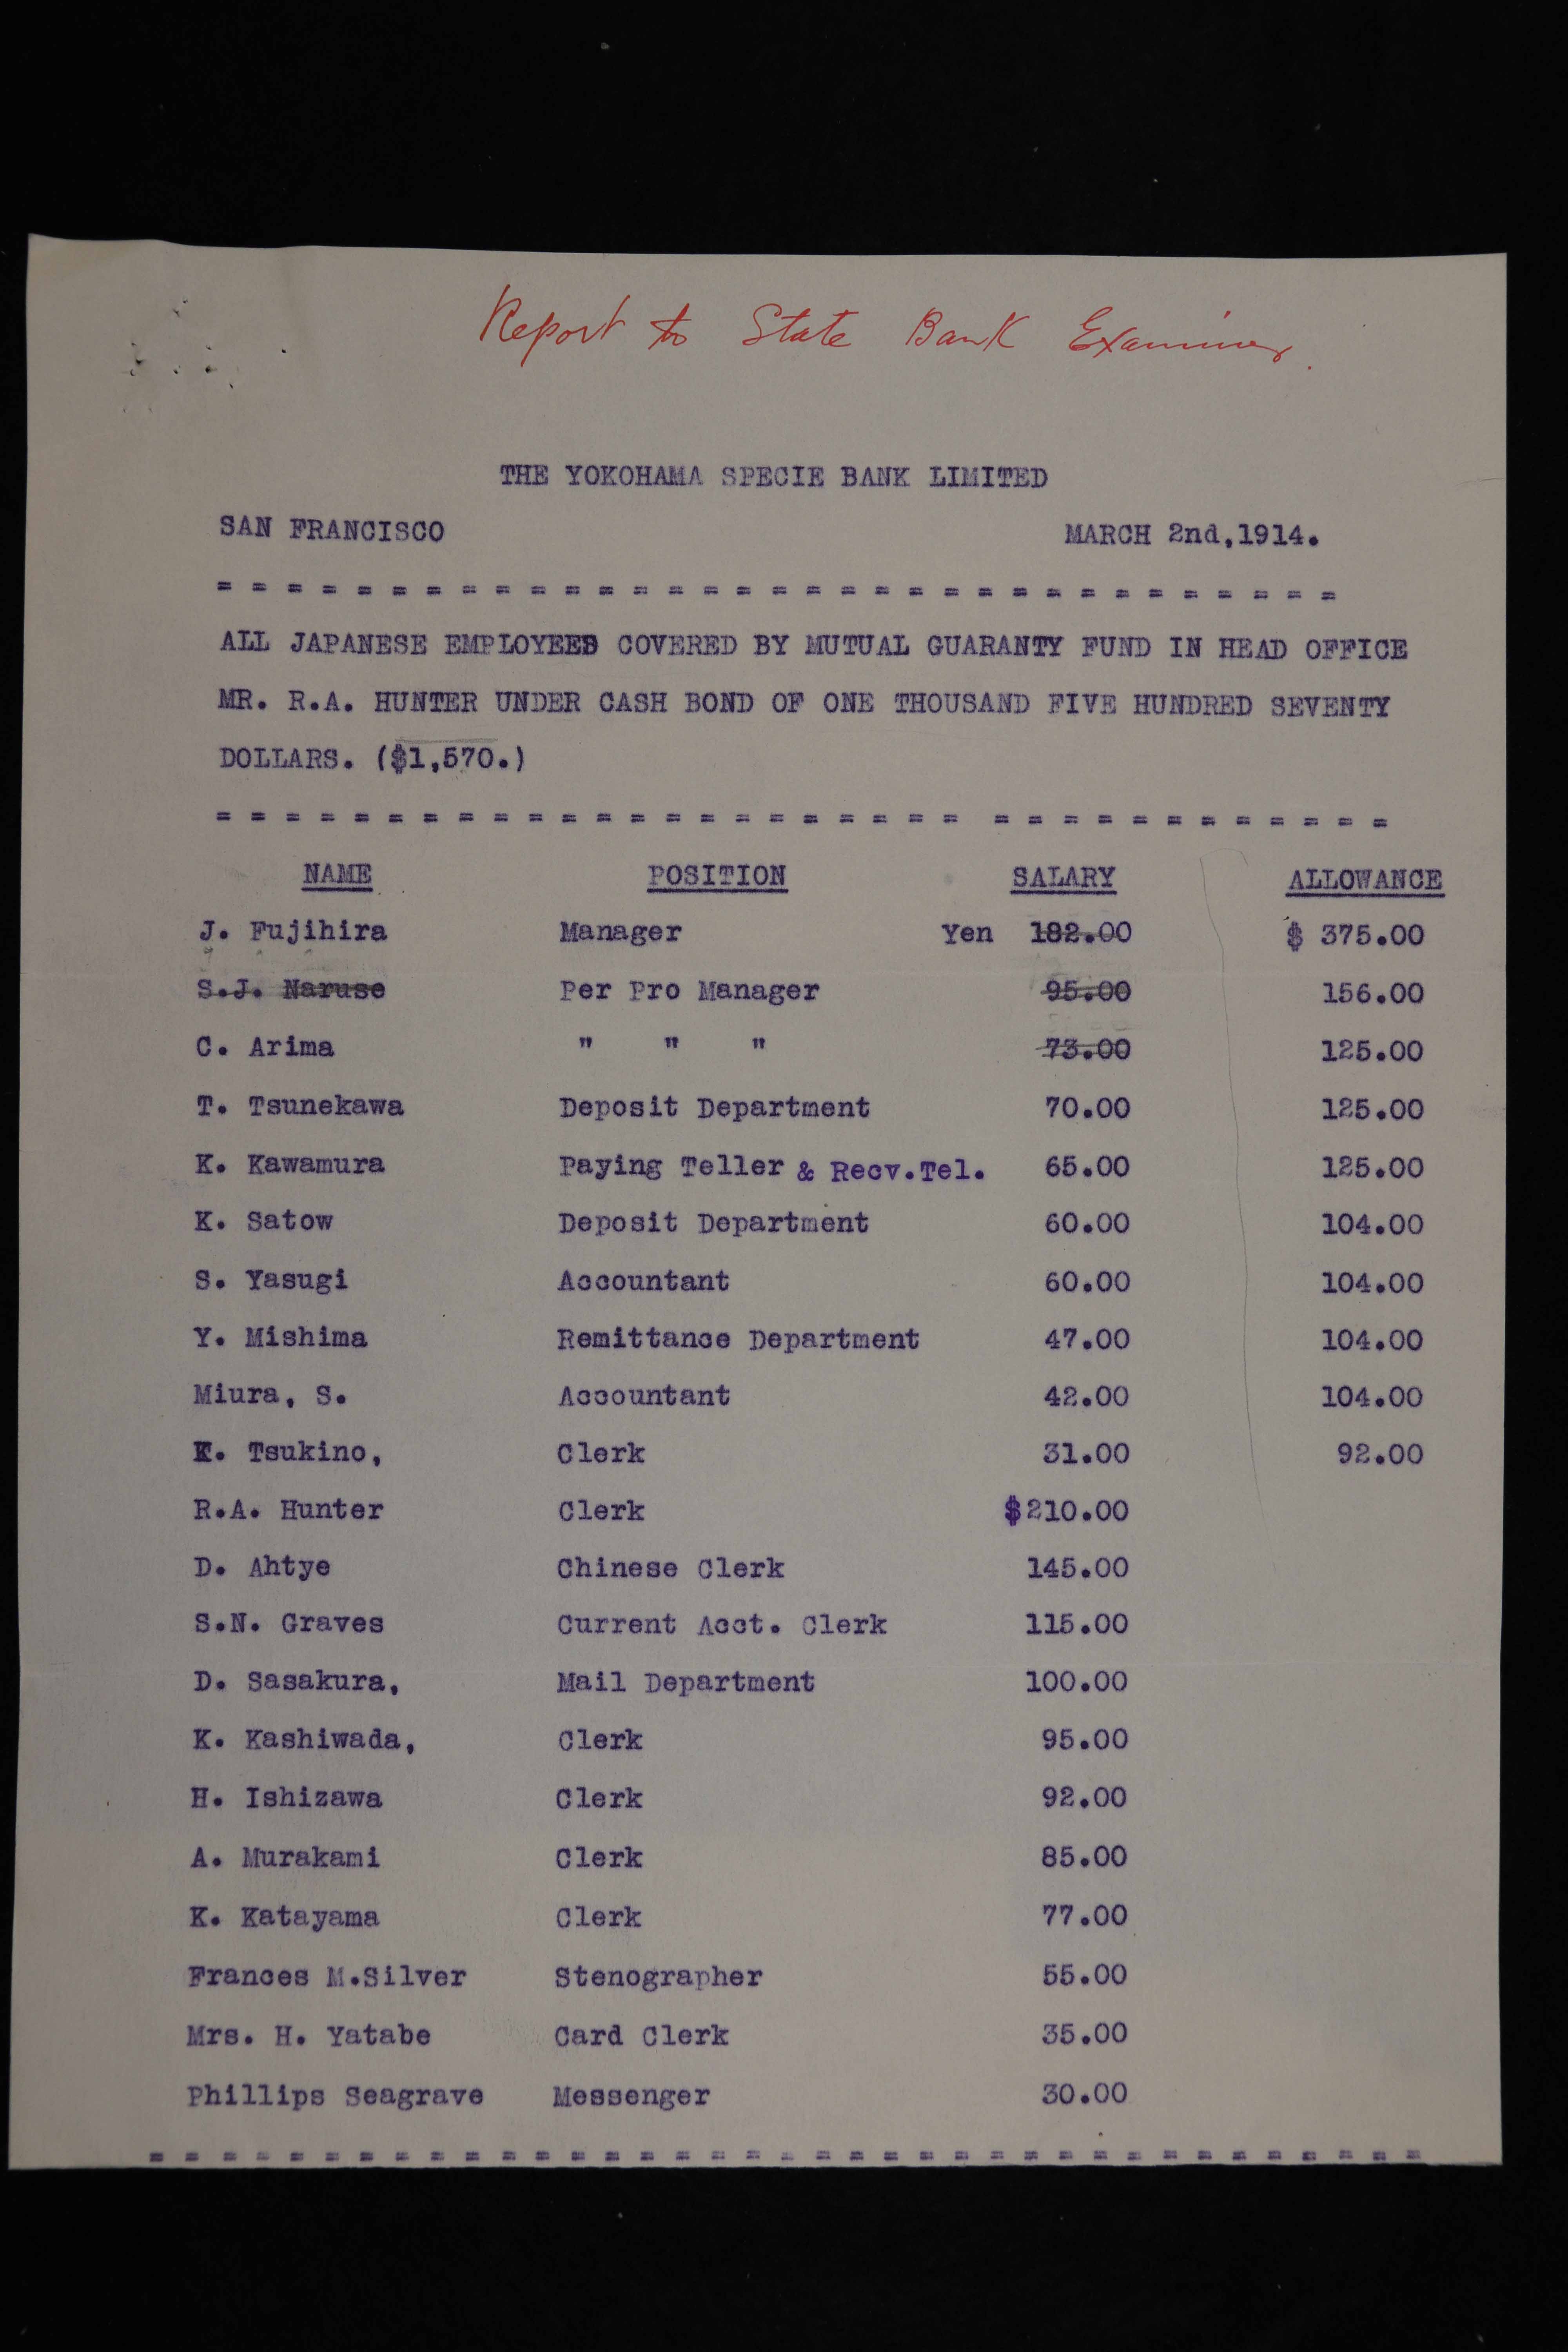 Report to State Bank Examiner.
THE YOKOHAMA SPECIE BANK LIMITED
SAN FRANCISCO MARCH 2nd,1914.
= = = = = = = = = = = = = = = = = = = = = = = = = = = = = = = = =
ALL JAPANESE EMPLOYEES COVERED BY MUTUAL GUARANTY FUND IN HEAD OFFICE
MR. R.A. HUNTER UNDER CASH BOND OF ONE THOUSAND FIVE HUNDRED SEVENTY
DOLLARS. ($1,570.)
= = = = = = = = = = = = = = = = = = = = = = = = = = = = = = = = = =
NAME POSITION SALARY ALLOWANCE
J. Fujihira Manager Yen 182.00 $ 375.00
S.J. Naruse Per Pro Manager 95.00 156.00
C. Arima " " " 73.00 125.00
T. Tsunekawa Deposit Department 70.00 125.00
K. Kawamura Paying Teller & Recv.Tel. 65.00 125.00
K. Satow Deposit Department 60.00 104.00
S. Yasugi Accountant 60.00 104.00
Y. Mishima Remittance Department 47.00 104.00
Miura, S. Accountant 42.00 104.00
Tsukino, Clerk 31.00 92.00
R.A. Hunter Clerk $210.00
D. Ahtye Chinese Clerk 145.00
S.N. Graves Current Acct. Clerk 115.00
D. Sasakura, Mail Department 100.00
K. Kashiwada, Clerk 95.00
H. Ishizawa Clerk 92.00
A. Murakami Clerk 85.00
K. Katayama Clerk 77.00
Frances M.Silver Stenographer 55.00
Mrs. H. Yatabe Card Clerk 35.00
Phillips Seagrave Messenger 30.00
= = = = = = = = = = = = = = = = = = = = = = = = = = = = = = = = = = = =